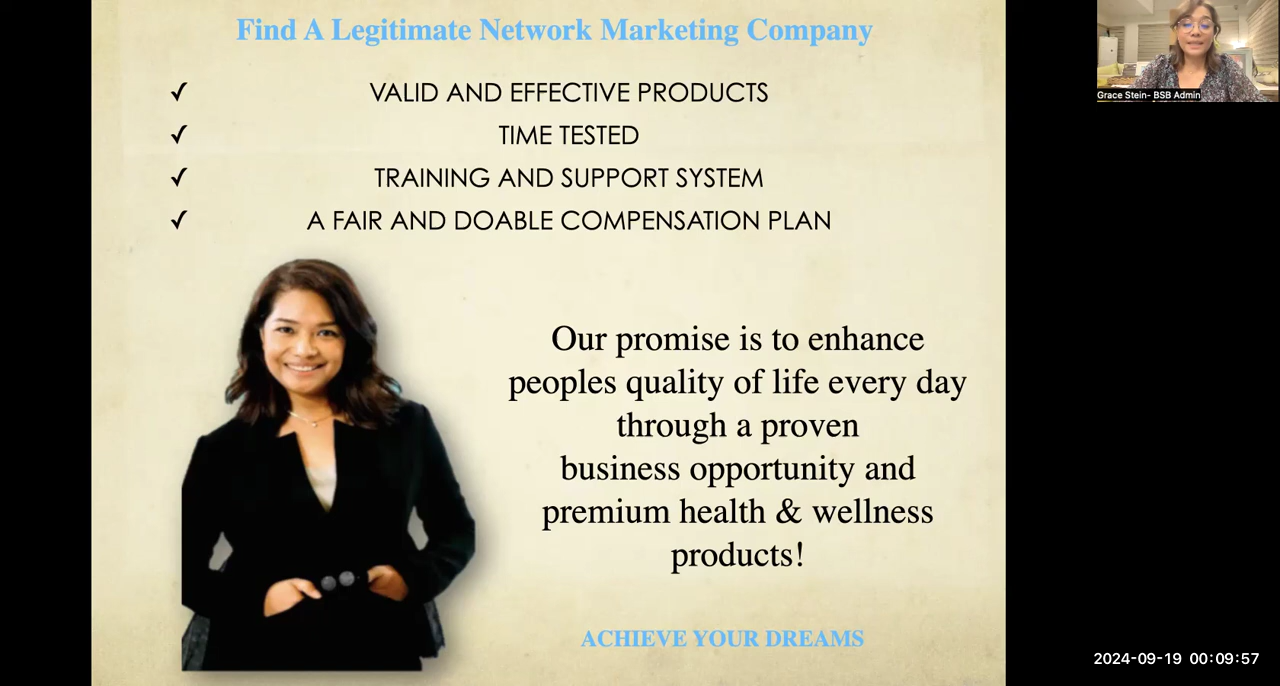 Find A Legitimate Network Marketing Company
✓ VALID AND EFFECTIVE PRODUCTS
✓ TIME TESTED
✓ TRAINING AND SUPPORT SYSTEM
✓ A FAIR AND DOABLE COMPENSATION PLAN
Our promise is to enhance
peoples quality of life every day
through a proven
business opportunity and
premium health & wellness
products!
ACHIEVE YOUR DREAMS
Grace Stein- BSB Admin
2024-09-19 00:09:57